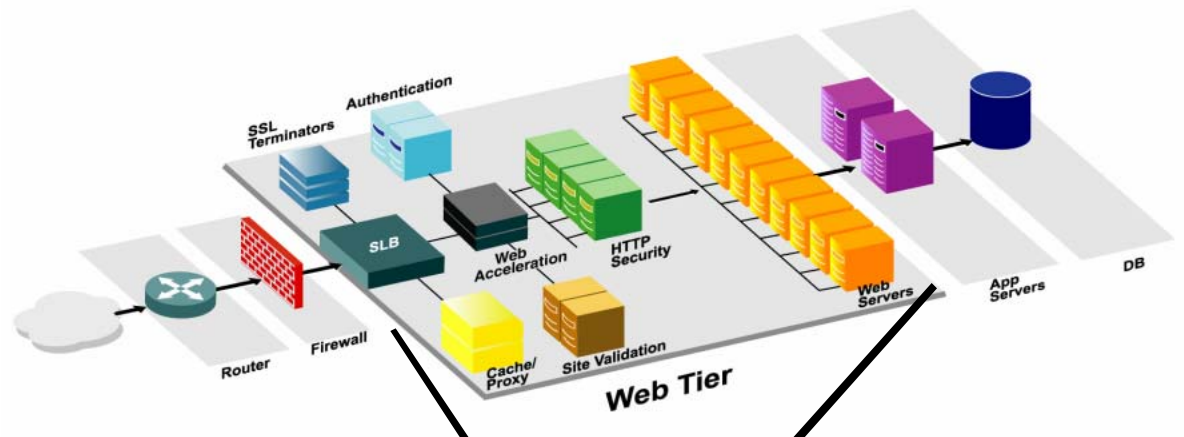 Authentication
SSL
Terminators
SLB
Web
Acceleration
HTTP
Security
Web
Servers
App
Servers
DB
Router
Firewall
Cache/
Proxy
Site Validation
Web Tier